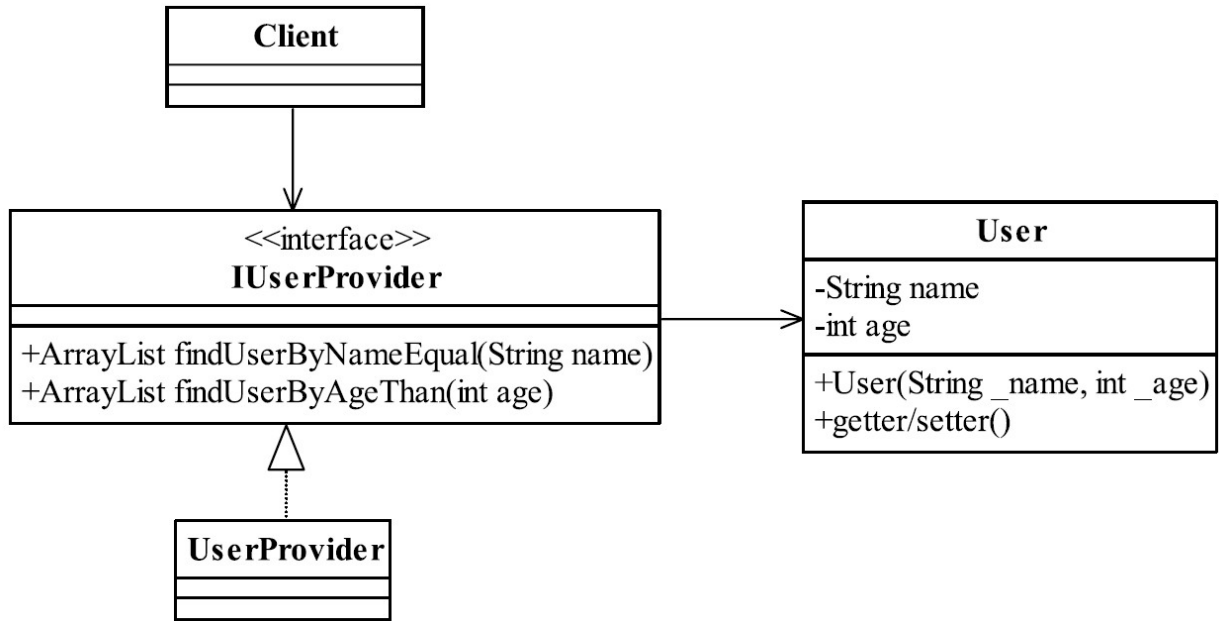 Client
<<interface>>
IUserProvider
+ArrayList findUserByNameEqual(String name)
+ArrayList findUserByAgeThan(int age)
User
-String name
-int age
+User(String _name, int _age)
+getter/setter()
UserProvider